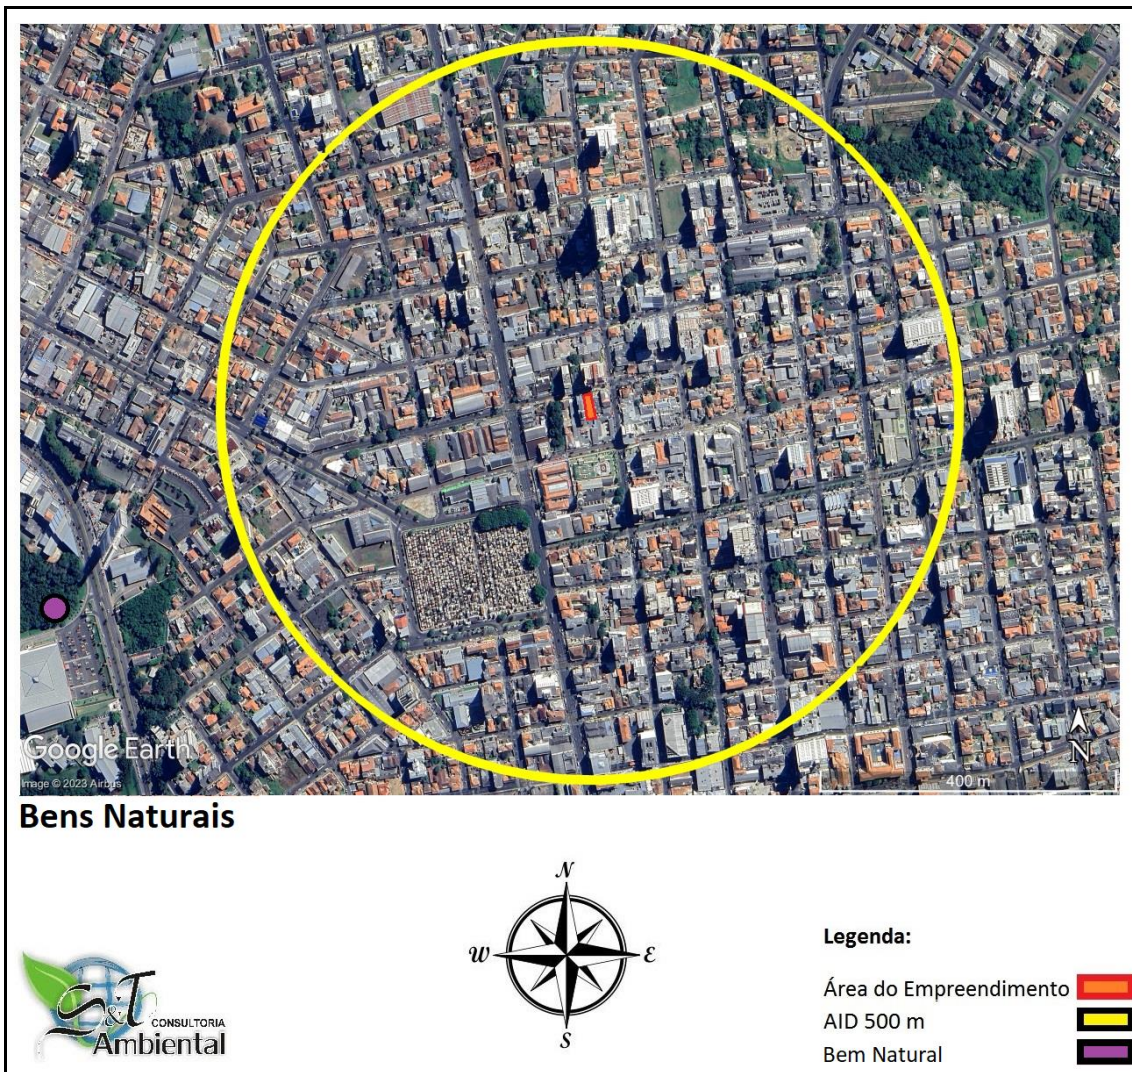 Google Earth
Image © 2023 Airbus
N
400 m
Bens Naturais
N
W
E
S
S&T
CONSULTORIA
Ambiental
Legenda:
Área do Empreendimento
AID 500 m
Bem Natural